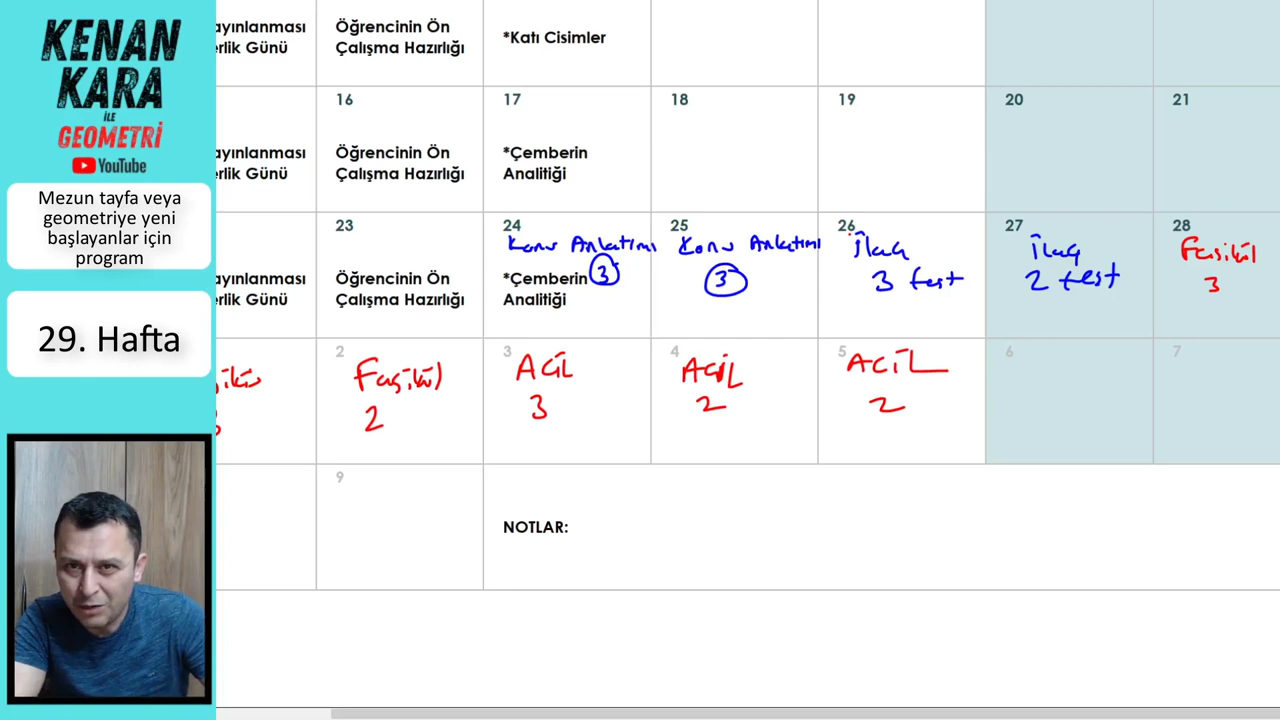 KENAN
KARA
İLE
GEOMETRİ
YouTube
Mezun tayfa veya
geometriye yeni
başlayanlar için
program
29. Hafta
ayınlanması
erlik Günü
Öğrencinin Ön
Çalışma Hazırlığı
*Katı Cisimler
16
17
18
19
20
21
ayınlanması
erlik Günü
Öğrencinin Ön
Çalışma Hazırlığı
*Çemberin
Analitiği
23
24
25
26
27
28
Konu Anlatımı
Konu Anlatımı
İlaç
İlaç
Fasikül
3
3
3 test
2 test
3
ayınlanması
erlik Günü
Öğrencinin Ön
Çalışma Hazırlığı
*Çemberin
Analitiği
2
3
4
5
6
7
Fasikül
ACİL
ACİL
ACİL
2
3
2
2
9
NOTLAR: